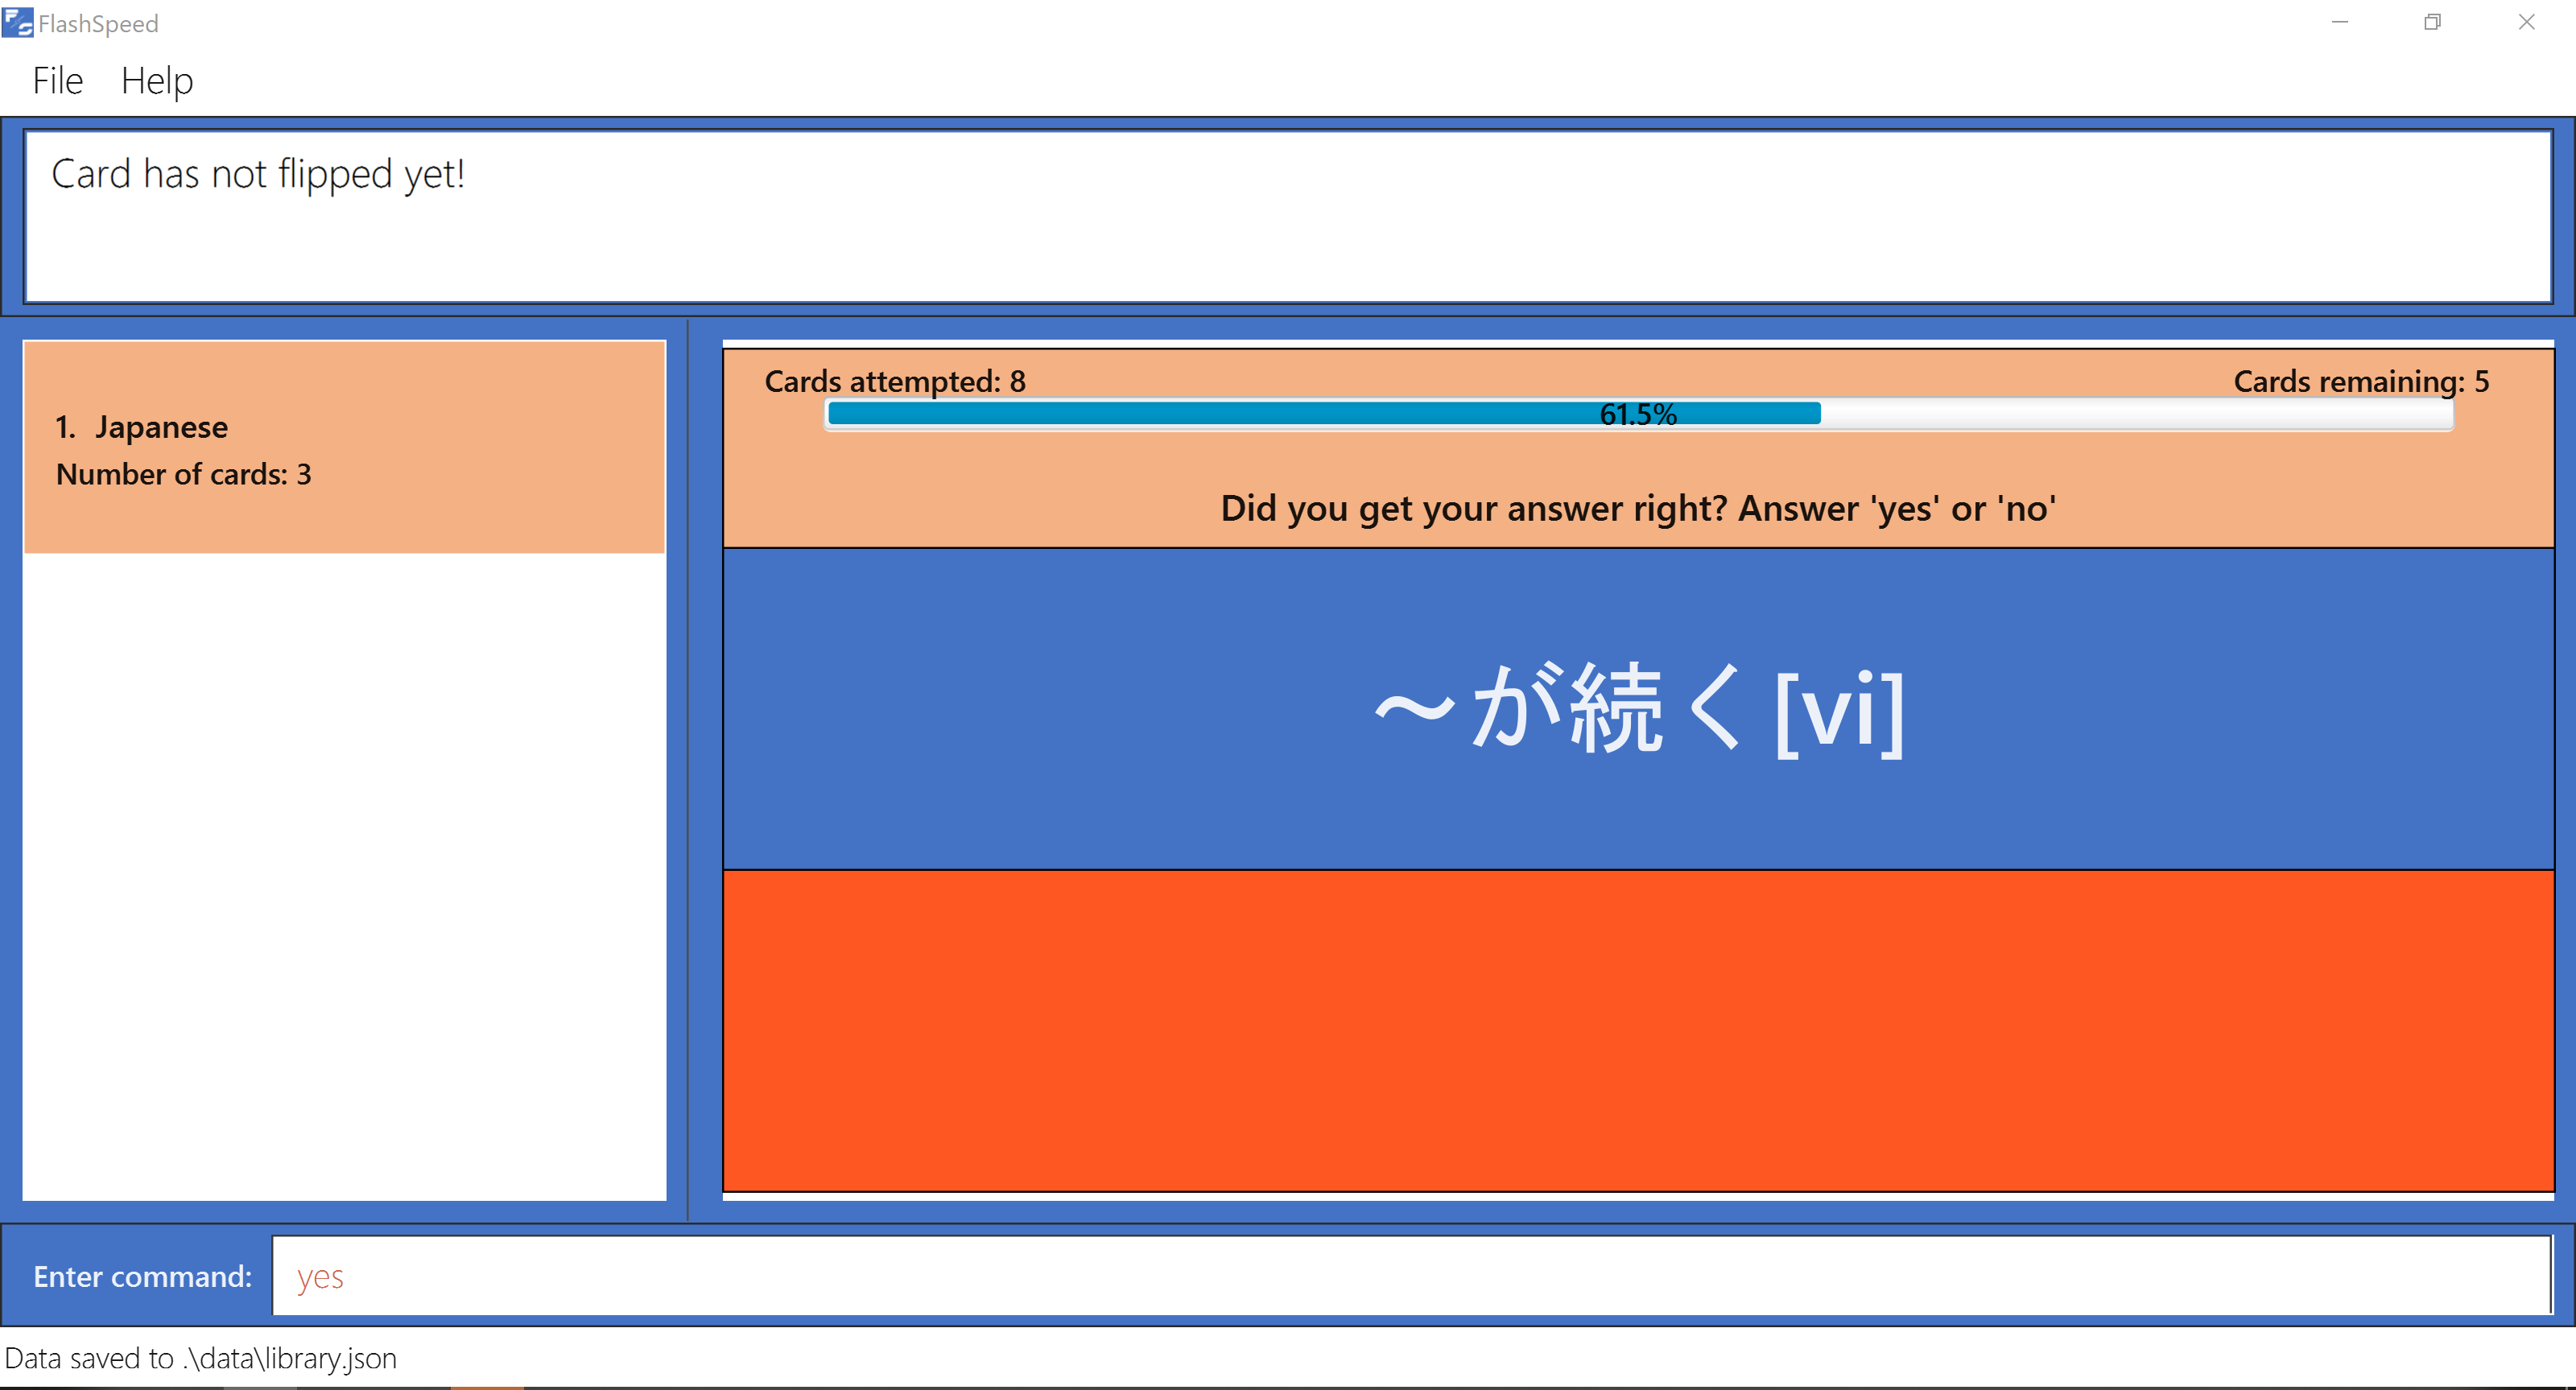 FlashSpeed
File Help
Card has not flipped yet!
1. Japanese
Number of cards: 3
Cards attempted: 8
Cards remaining: 5
61.5%
Did you get your answer right? Answer 'yes' or 'no'
～が続く[vi]
Enter command: yes
Data saved to .\data\library.json